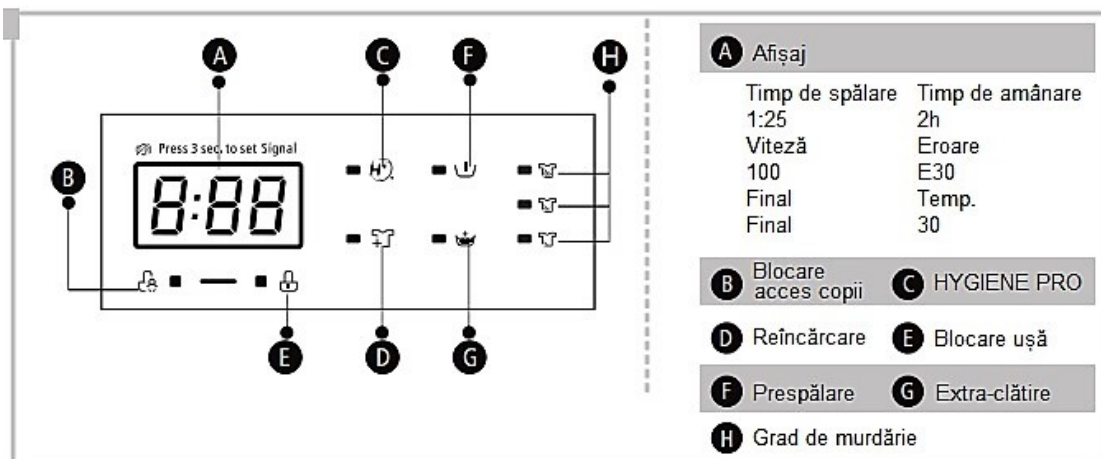 A C F H
Press 3 sec. to set Signal
B
8:88
E D G
A Afișaj
Timp de spălare Timp de amânare
1:25 2h
Viteză Eroare
100 E30
Final Temp.
Final 30
B Blocare acces copii C HYGIENE PRO
D Reîncărcare E Blocare ușă
F Prespălare G Extra-clătire
H Grad de murdărie